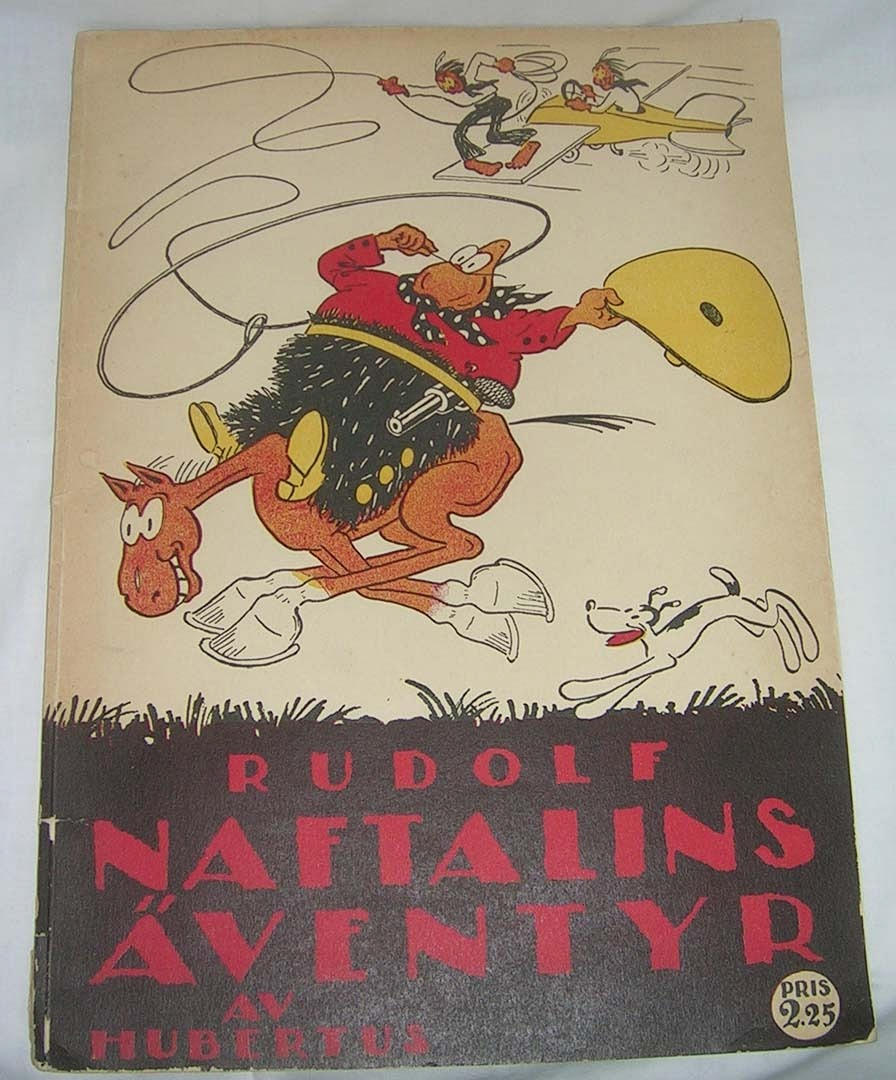 RUDOLF
NAFTALINS
ÄVENTYR
AV
HUBERTUS
PRIS
2.25